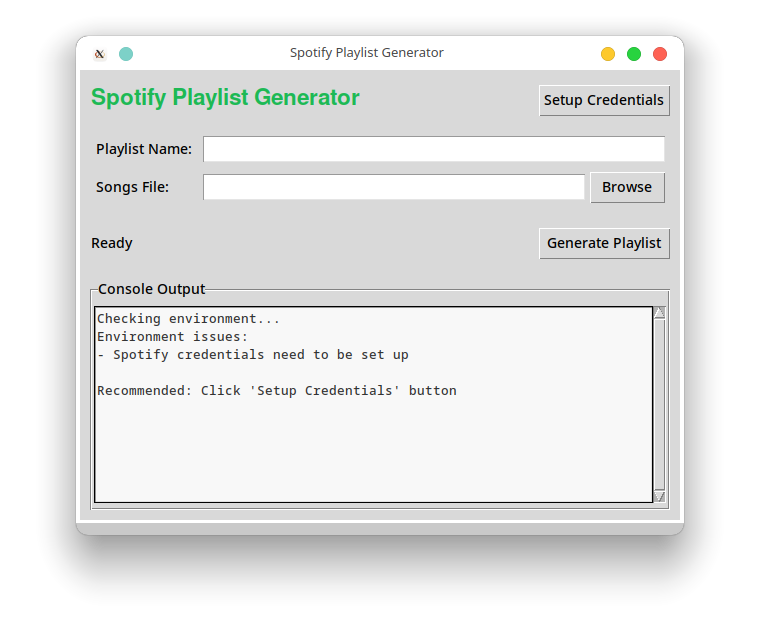 Spotify Playlist Generator
Spotify Playlist Generator
Setup Credentials
Playlist Name:
Songs File:
Browse
Ready
Generate Playlist
Console Output
Checking environment...
Environment issues:
- Spotify credentials need to be set up
Recommended: Click 'Setup Credentials' button